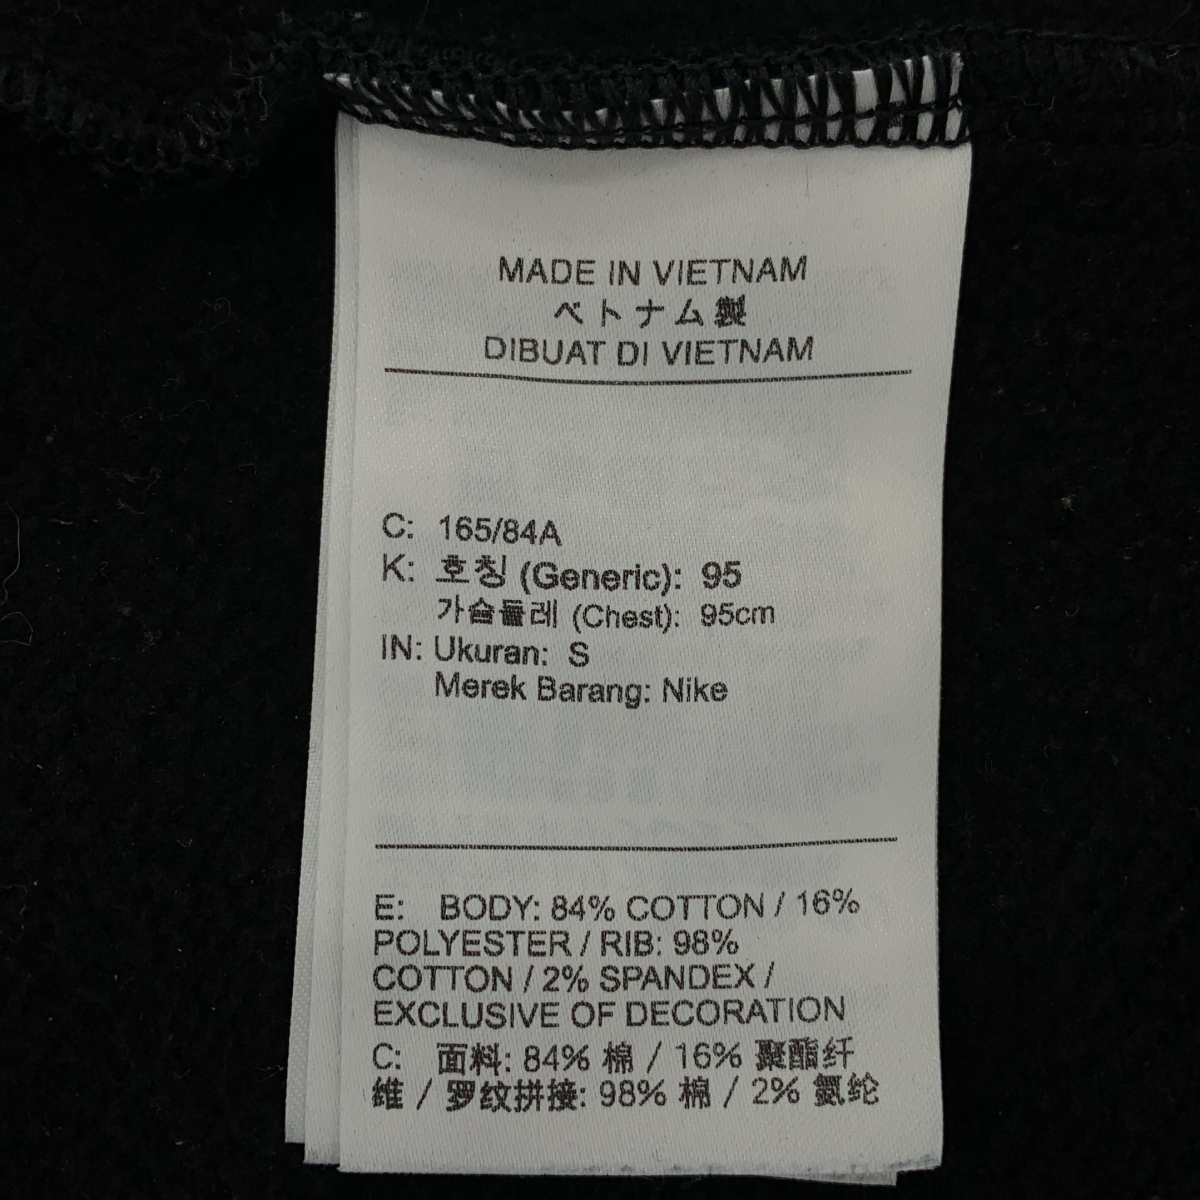 MADE IN VIETNAM
ベトナム製
DIBUAT DI VIETNAM
C: 165/84A
K: 호칭 (Generic): 95
가슴둘레 (Chest): 95cm
IN: Ukuran: S
Merek Barang: Nike
E: BODY: 84% COTTON / 16%
POLYESTER / RIB: 98%
COTTON / 2% SPANDEX /
EXCLUSIVE OF DECORATION
C: 面料: 84% 棉 / 16% 聚酯纤
维 / 罗纹拼接: 98% 棉 / 2% 氨纶